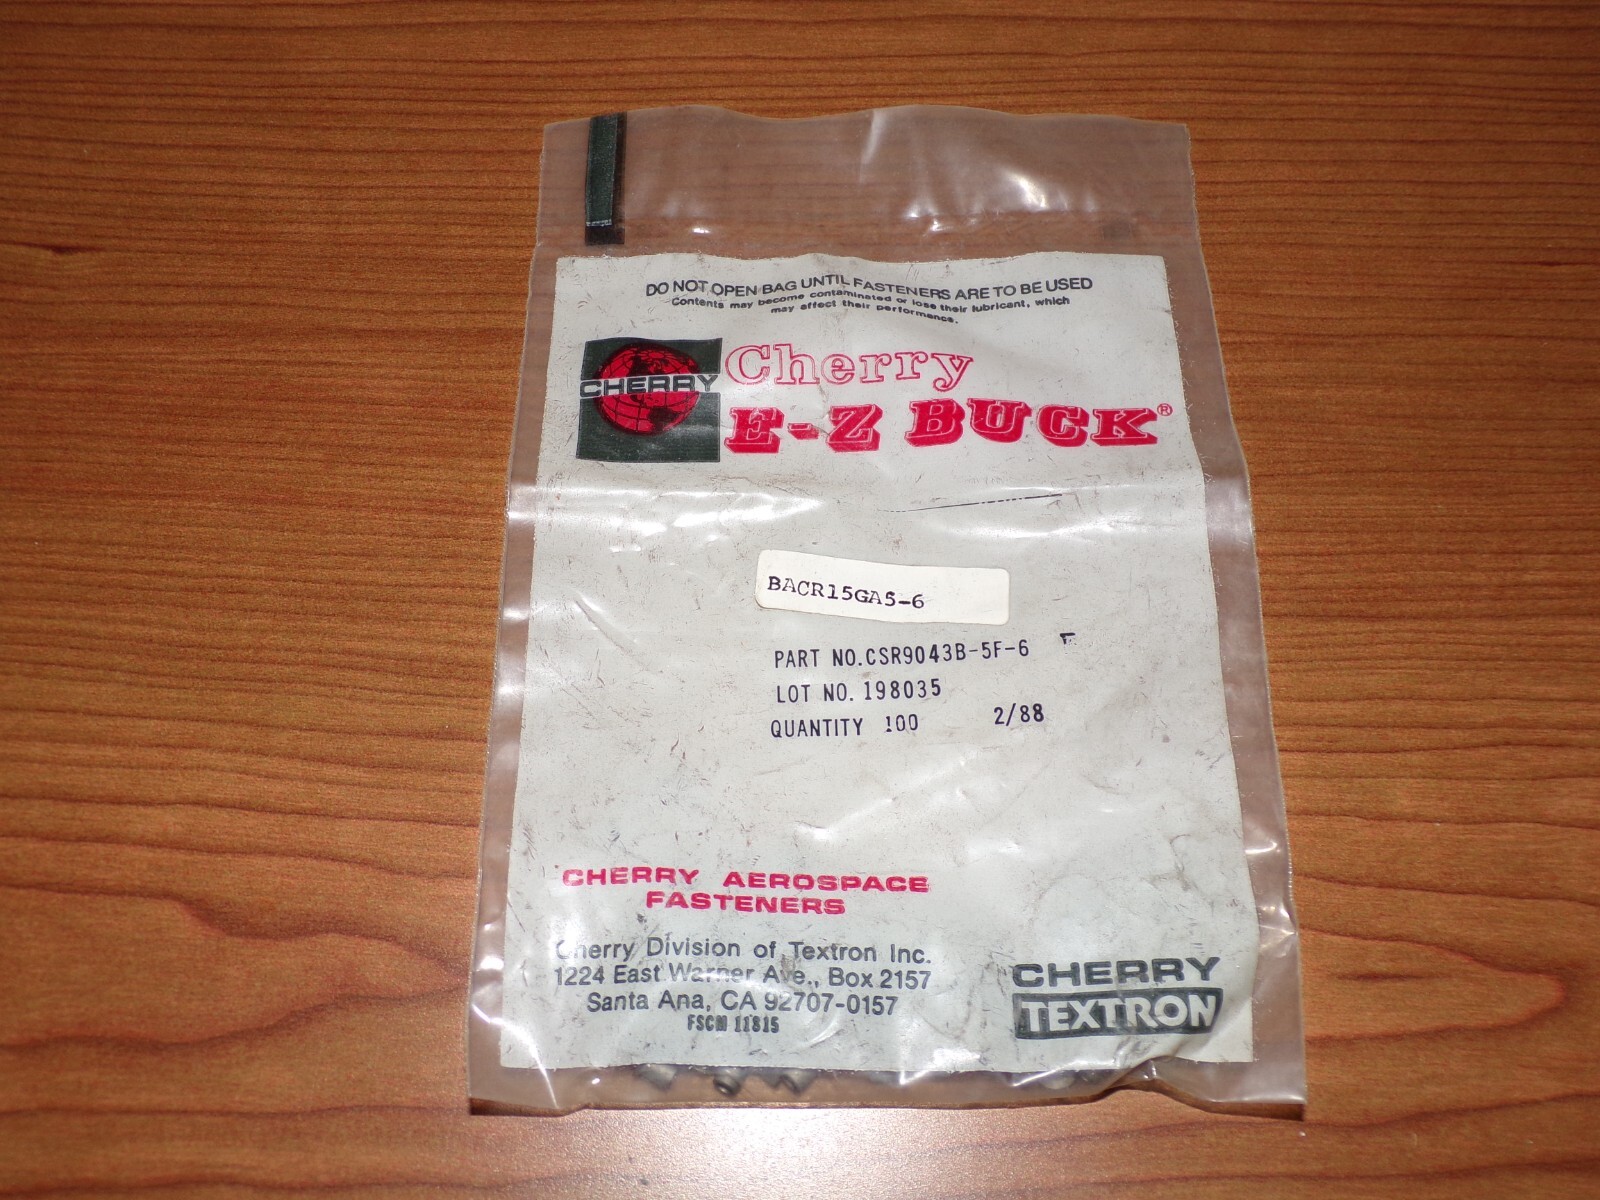 DO NOT OPEN BAG UNTIL FASTENERS ARE TO BE USED
Contents may become contaminated or lose their lubricant, which
may affect their performance.
CHERRY
Cherry
E-Z BUCK®
BACR15GA5-6
PART NO.CSR9043B-5F-6
LOT NO. 198035
QUANTITY 100 2/88
CHERRY AEROSPACE
FASTENERS
Cherry Division of Textron Inc.
1224 East Warner Ave., Box 2157
Santa Ana, CA 92707-0157
FSCM 11815
CHERRY
TEXTRON